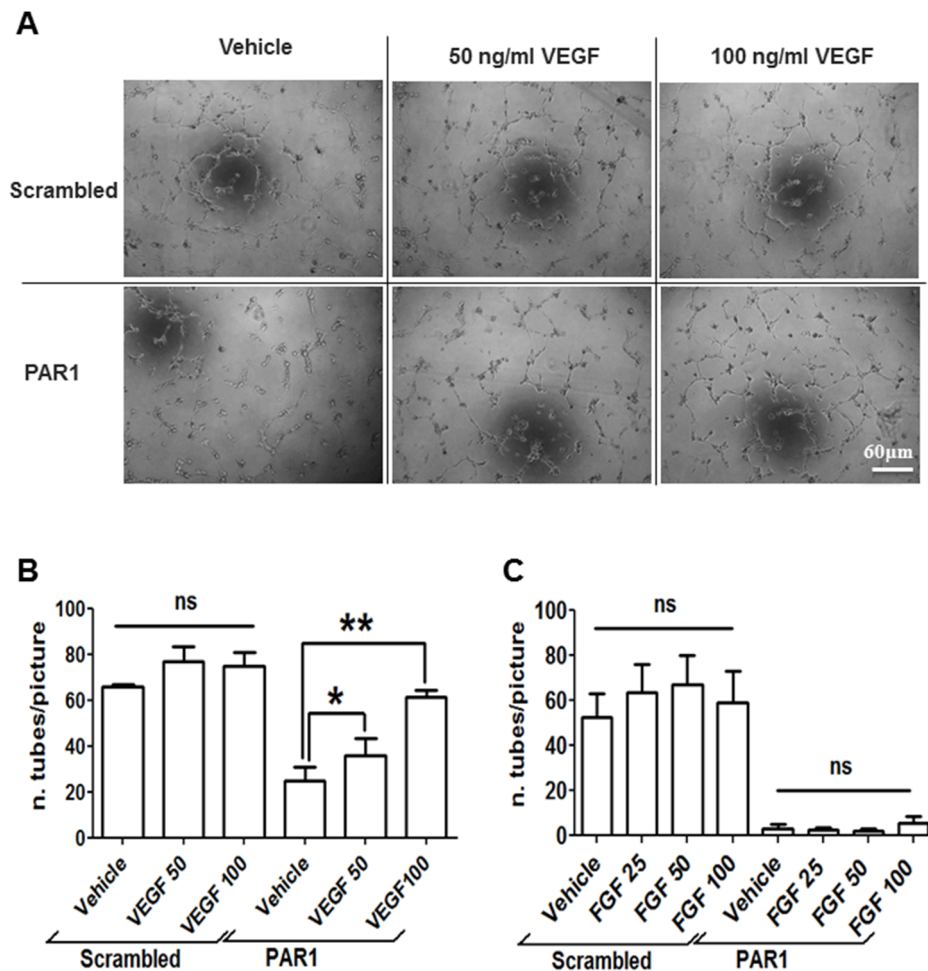 A
Vehicle
50 ng/ml VEGF
100 ng/ml VEGF
Scrambled
PAR1
60µm
B
n. tubes/picture
100
80
60
40
20
0
ns
**
*
Vehicle
VEGF 50
VEGF 100
Vehicle
VEGF 50
VEGF100
Scrambled
PAR1
C
n. tubes/picture
100
80
60
40
20
0
ns
ns
Vehicle
FGF 25
FGF 50
FGF 100
Vehicle
FGF 25
FGF 50
FGF 100
Scrambled
PAR1